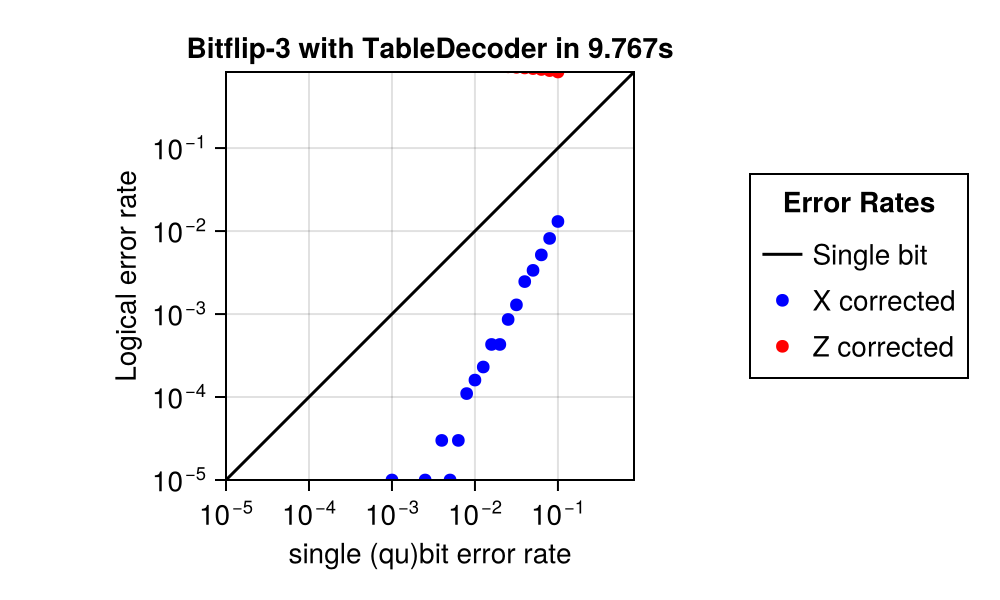 Bitflip-3 with TableDecoder in 9.767s
Logical error rate
10⁻¹
10⁻²
10⁻³
10⁻⁴
10⁻⁵
10⁻⁵ 10⁻⁴ 10⁻³ 10⁻² 10⁻¹
single (qu)bit error rate
Error Rates
Single bit
X corrected
Z corrected